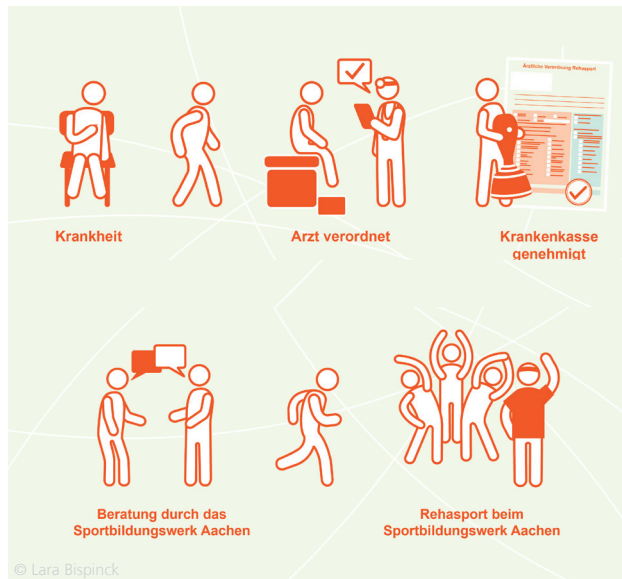 Ärztliche Verordnung Rehasport
Krankheit
Arzt verordnet
Krankenkasse
genehmigt
Beratung durch das
Sportbildungswerk Aachen
Rehasport beim
Sportbildungswerk Aachen
© Lara Bispinck